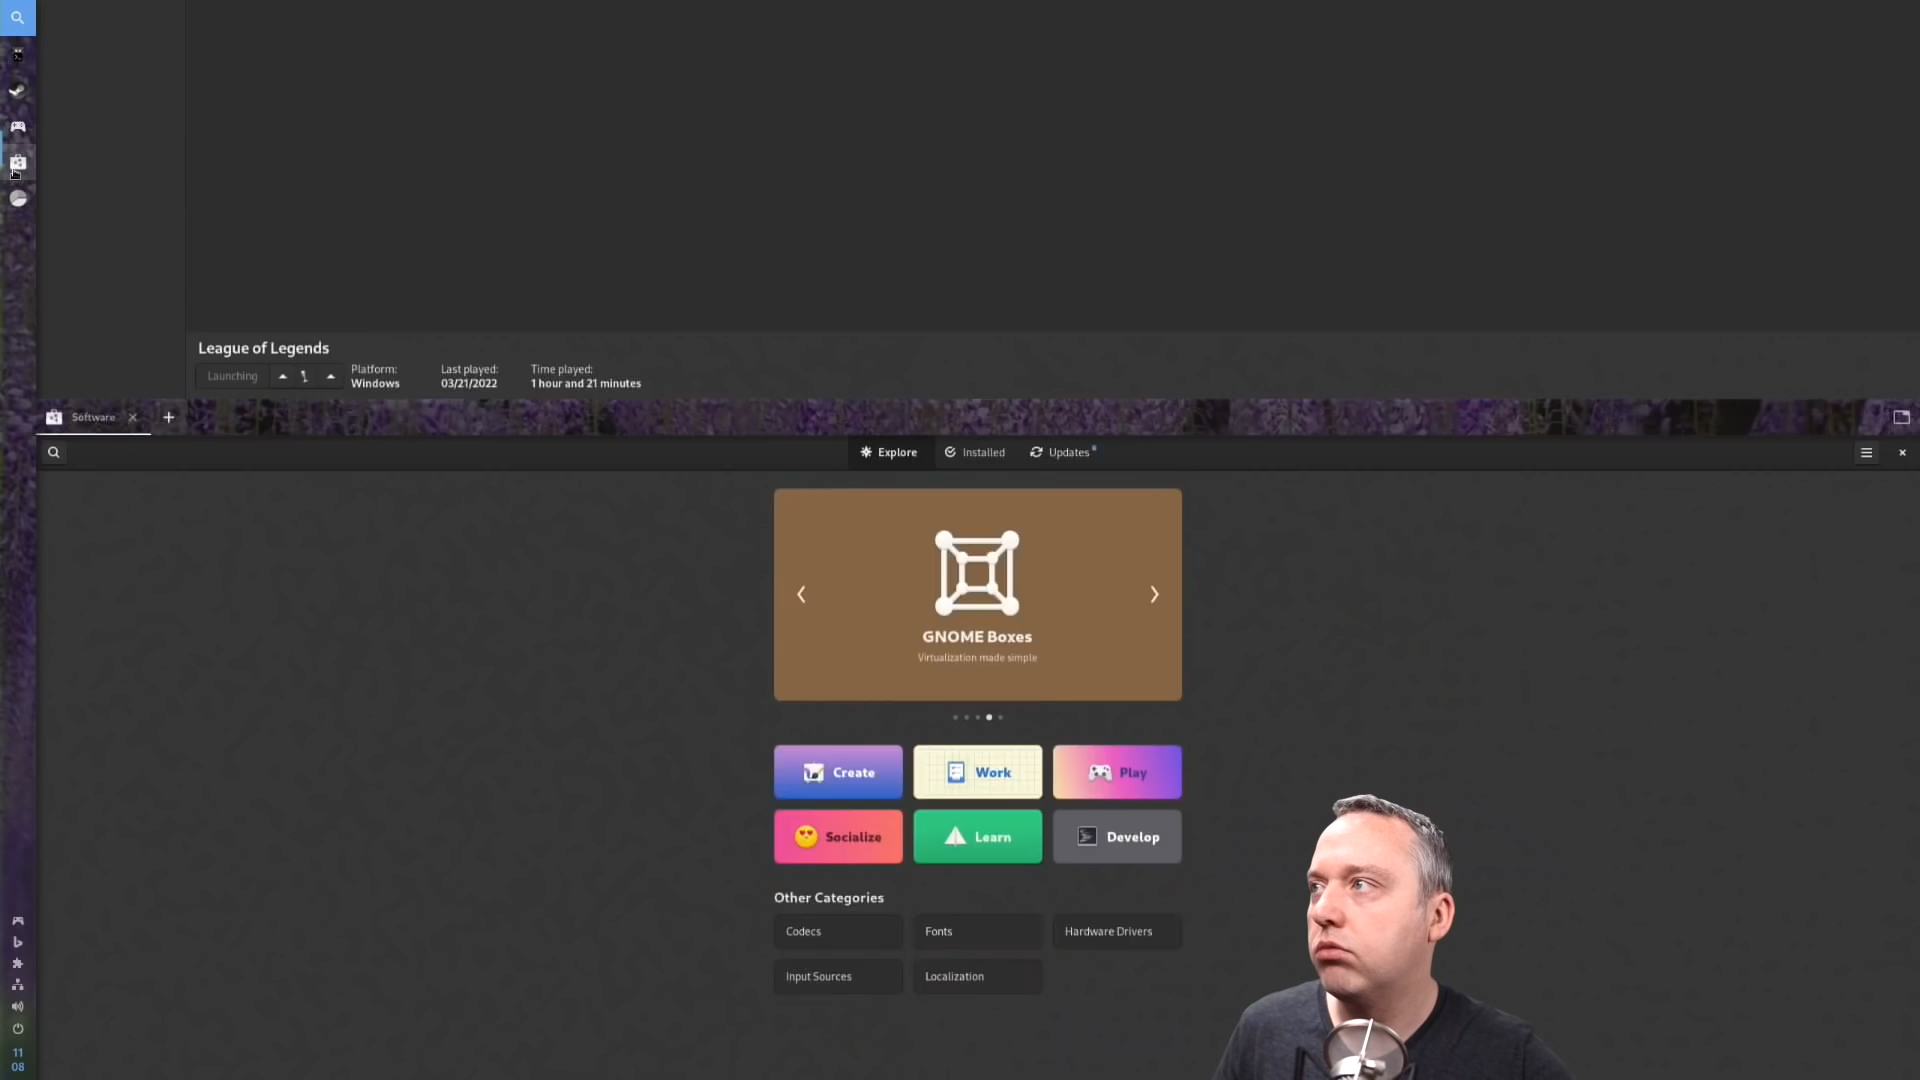 League of Legends
Launching
Platform:
Windows
Last played:
03/21/2022
Time played:
1 hour and 21 minutes
Software
Explore
Installed
Updates
GNOME Boxes
Virtualization made simple
Create
Work
Play
Socialize
Learn
Develop
Other Categories
Codecs
Fonts
Hardware Drivers
Input Sources
Localization
11
08